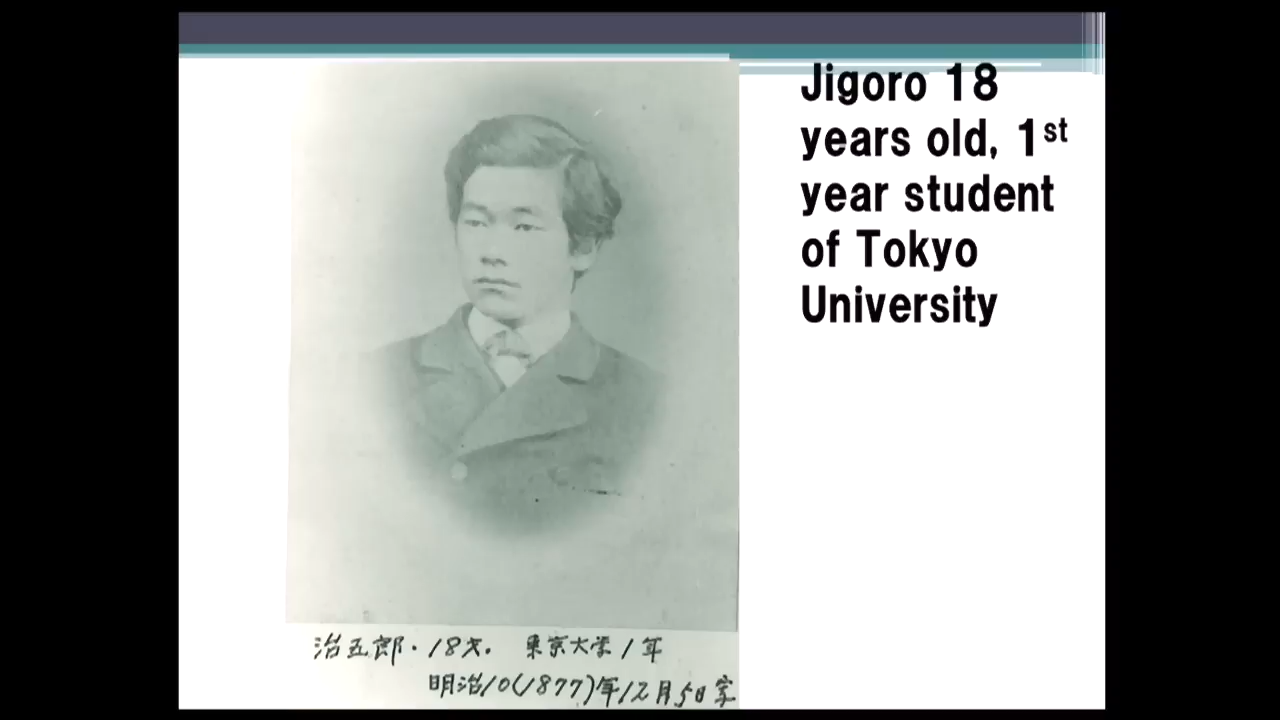 Jigoro 18
years old, 1st
year student
of Tokyo
University
治五郎・18才. 東京大学1年
明治10(1877)年12月5日写